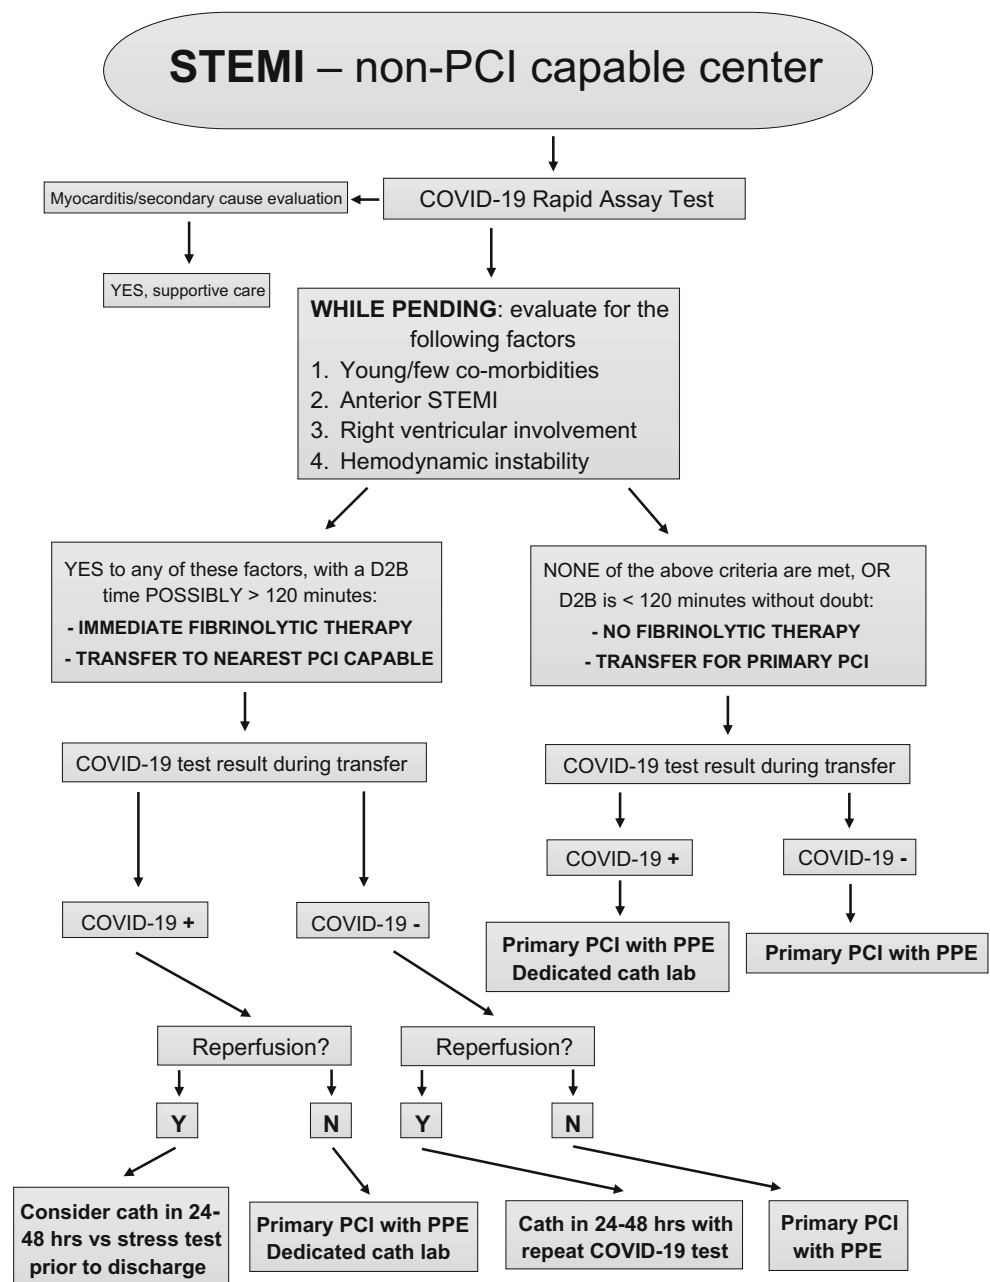 STEMI – non-PCI capable center
COVID-19 Rapid Assay Test
Myocarditis/secondary cause evaluation
YES, supportive care
WHILE PENDING: evaluate for the
following factors
1. Young/few co-morbidities
2. Anterior STEMI
3. Right ventricular involvement
4. Hemodynamic instability
YES to any of these factors, with a D2B
time POSSIBLY > 120 minutes:
- IMMEDIATE FIBRINOLYTIC THERAPY
- TRANSFER TO NEAREST PCI CAPABLE
NONE of the above criteria are met, OR
D2B is < 120 minutes without doubt:
- NO FIBRINOLYTIC THERAPY
- TRANSFER FOR PRIMARY PCI
COVID-19 test result during transfer
COVID-19 test result during transfer
COVID-19 +
COVID-19 -
COVID-19 +
COVID-19 -
Primary PCI with PPE
Dedicated cath lab
Primary PCI with PPE
Reperfusion?
Reperfusion?
Y
N
Y
N
Consider cath in 24-
48 hrs vs stress test
prior to discharge
Primary PCI with PPE
Dedicated cath lab
Cath in 24-48 hrs with
repeat COVID-19 test
Primary PCI
with PPE